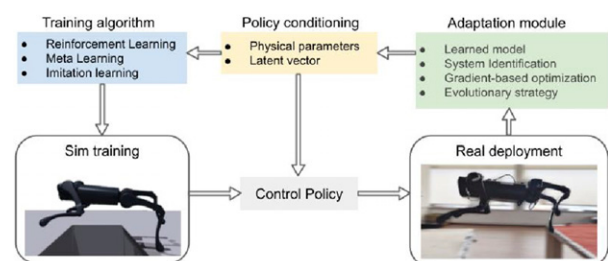 Training algorithm
Policy conditioning
Adaptation module
• Reinforcement Learning
• Meta Learning
• Imitation learning
• Physical parameters
• Latent vector
• Learned model
• System Identification
• Gradient-based optimization
• Evolutionary strategy
Sim training
Control Policy
Real deployment